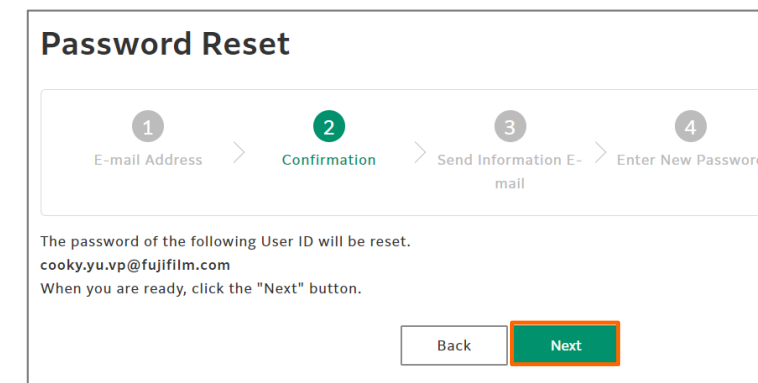 Password Reset
1
2
3
4
E-mail Address
Confirmation
Send Information E-
mail
Enter New Passwor
The password of the following User ID will be reset.
cooky.yu.vp@fujifilm.com
When you are ready, click the "Next" button.
Back
Next